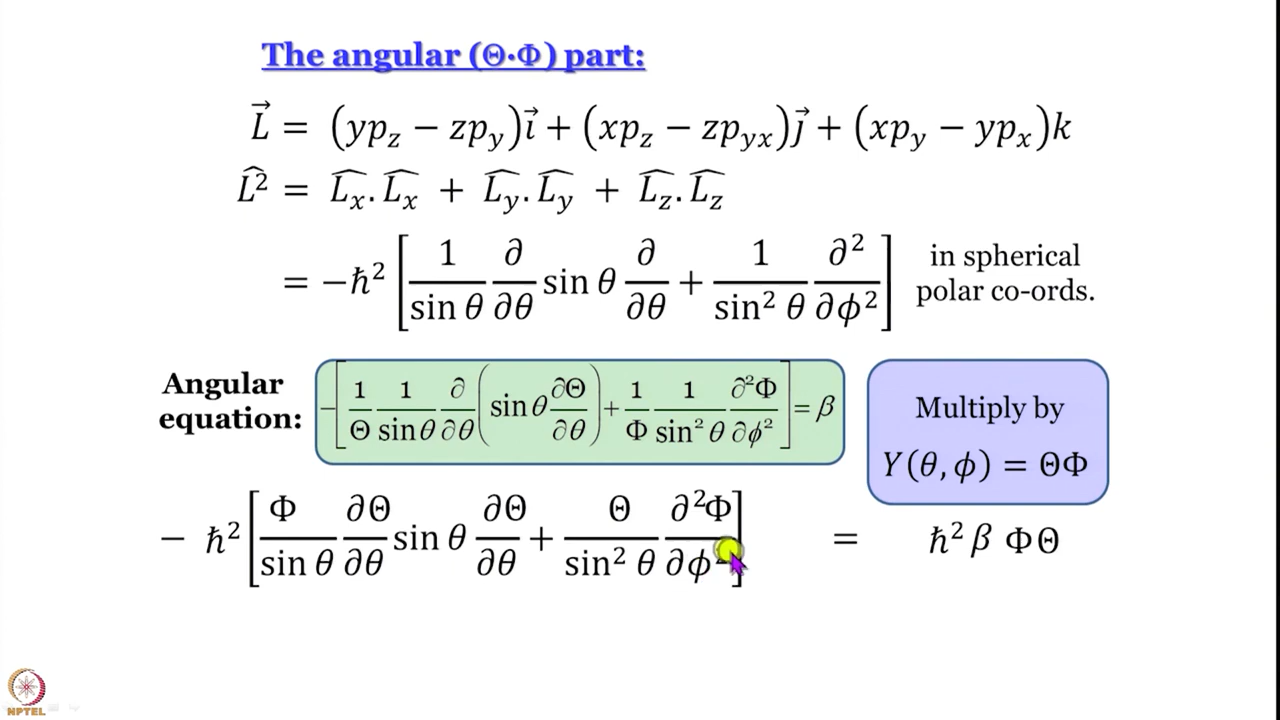 The angular (Θ·Φ) part:
L⃗ = (yp_z − zp_y)i⃗ + (xp_z − zp_yx)j⃗ + (xp_y − yp_x)k
L̂² = L̂_x.L̂_x + L̂_y.L̂_y + L̂_z.L̂_z
= −ħ² [1/sin θ ∂/∂θ sin θ ∂/∂θ + 1/sin² θ ∂²/∂ϕ²] in spherical
polar co-ords.
Angular
equation:
−[1/Θ 1/sinθ ∂/∂θ (sinθ ∂Θ/∂θ) + 1/Φ 1/sin²θ ∂²Φ/∂ϕ²] = β
Multiply by
Y(θ, ϕ) = ΘΦ
− ħ² [Φ/sin θ ∂Θ/∂θ sin θ ∂Θ/∂θ + Θ/sin² θ ∂²Φ/∂ϕ²] = ħ² β ΦΘ
NPTEL